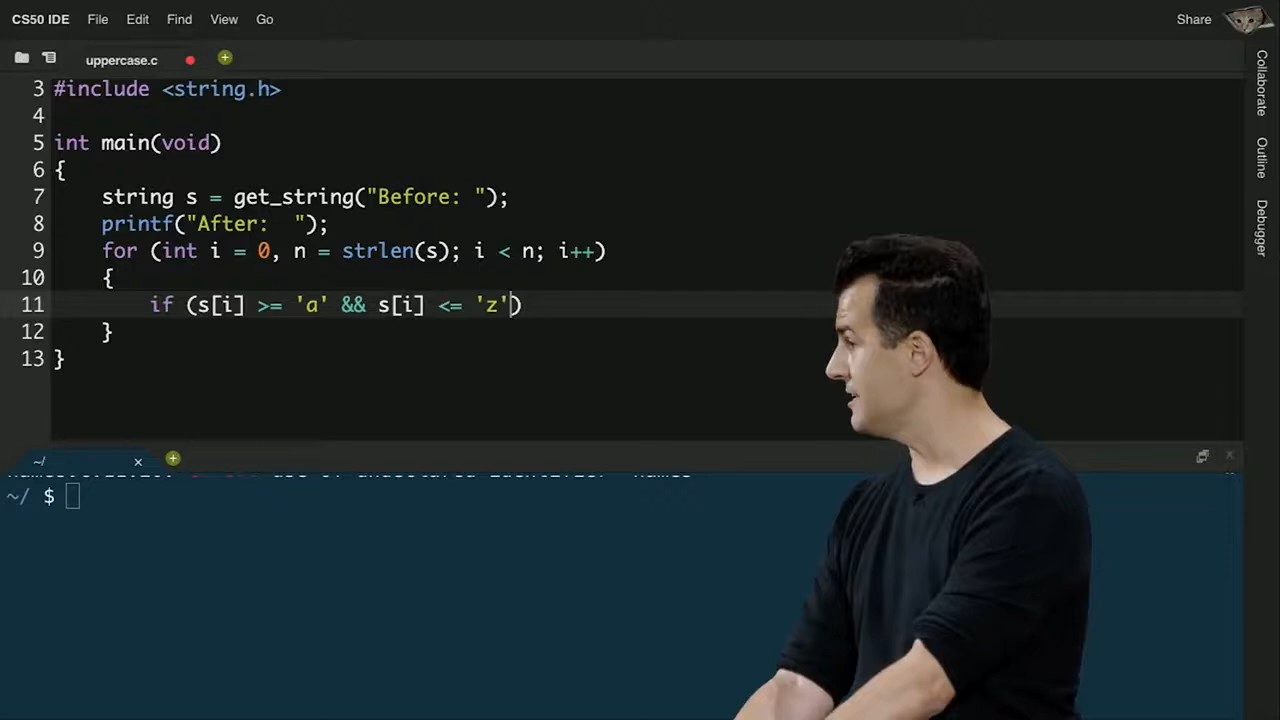 CS50 IDE File Edit Find View Go Share
uppercase.c
3 #include <string.h>
4
5 int main(void)
6 {
7 string s = get_string("Before: ");
8 printf("After:  ");
9 for (int i = 0, n = strlen(s); i < n; i++)
10 {
11 if (s[i] >= 'a' && s[i] <= 'z')
12 }
13 }
Collaborate
Outline
Debugger
~/
~/ $